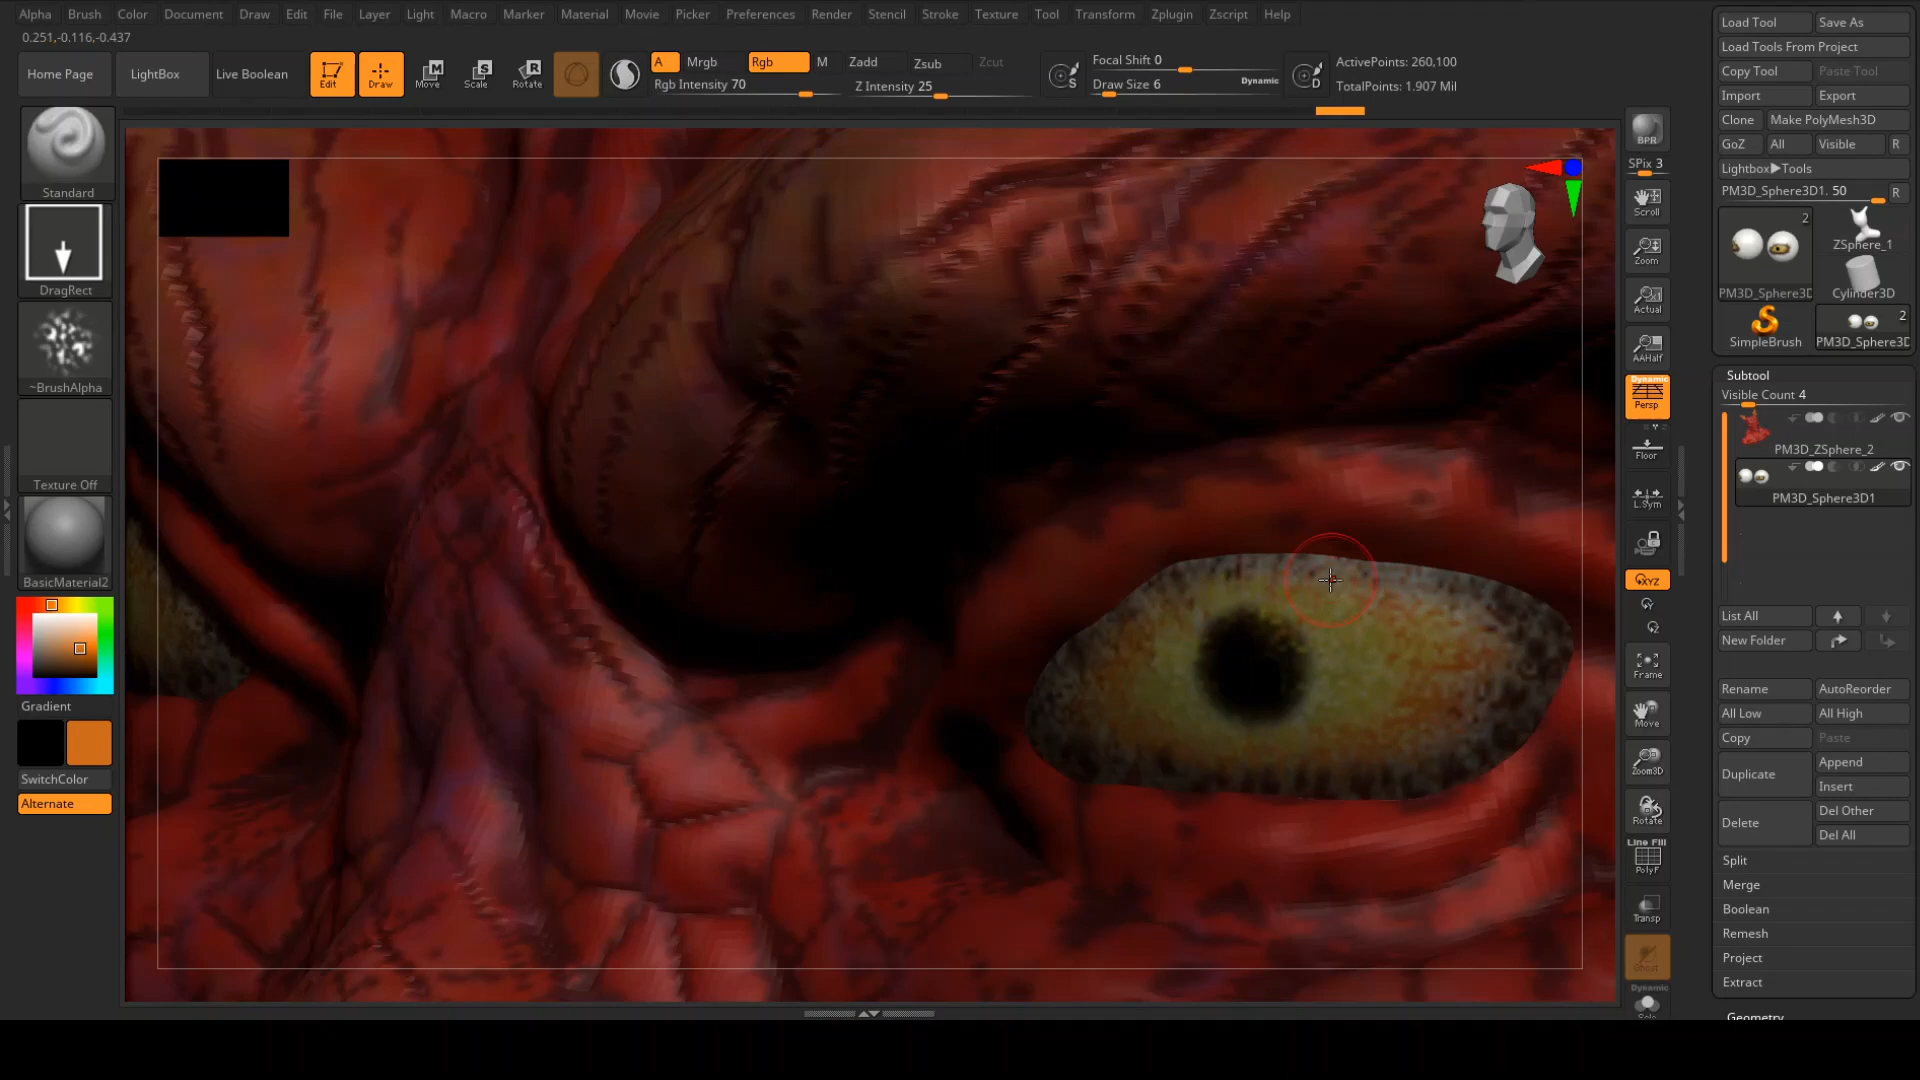 Alpha Brush Color Document Draw Edit File Layer Light Macro Marker Material Movie Picker Preferences Render Stencil Stroke Texture Tool Transform Zplugin Zscript Help
0.251,-0.116,-0.437
Home Page LightBox Live Boolean Edit Draw Move Scale Rotate
A Mrgb Rgb M Zadd Zsub Zcut
Rgb Intensity 70 Z Intensity 25
Focal Shift 0
Draw Size 6 Dynamic
ActivePoints: 260,100
TotalPoints: 1.907 Mil
Standard
DragRect
~BrushAlpha
Texture Off
BasicMaterial2
Gradient
SwitchColor
Alternate
BPR
SPix 3
Scroll
Zoom
Actual
AAHalf
Dynamic
Persp
Floor
L.Sym
XYZ
Frame
Move
Zoom3D
Rotate
Line Fill
PolyF
Transp
Ghost
Dynamic
Solo
Load Tool Save As
Load Tools From Project
Copy Tool Paste Tool
Import Export
Clone Make PolyMesh3D
GoZ All Visible R
Lightbox▶Tools
PM3D_Sphere3D1. 50 R
2
PM3D_Sphere3D
ZSphere_1
Cylinder3D
SimpleBrush
2
PM3D_Sphere3D
Subtool
Visible Count 4
PM3D_ZSphere_2
PM3D_Sphere3D1
List All
New Folder
Rename AutoReorder
All Low All High
Copy Paste
Duplicate Append
Insert
Delete Del Other
Del All
Split
Merge
Boolean
Remesh
Project
Extract
Geometry